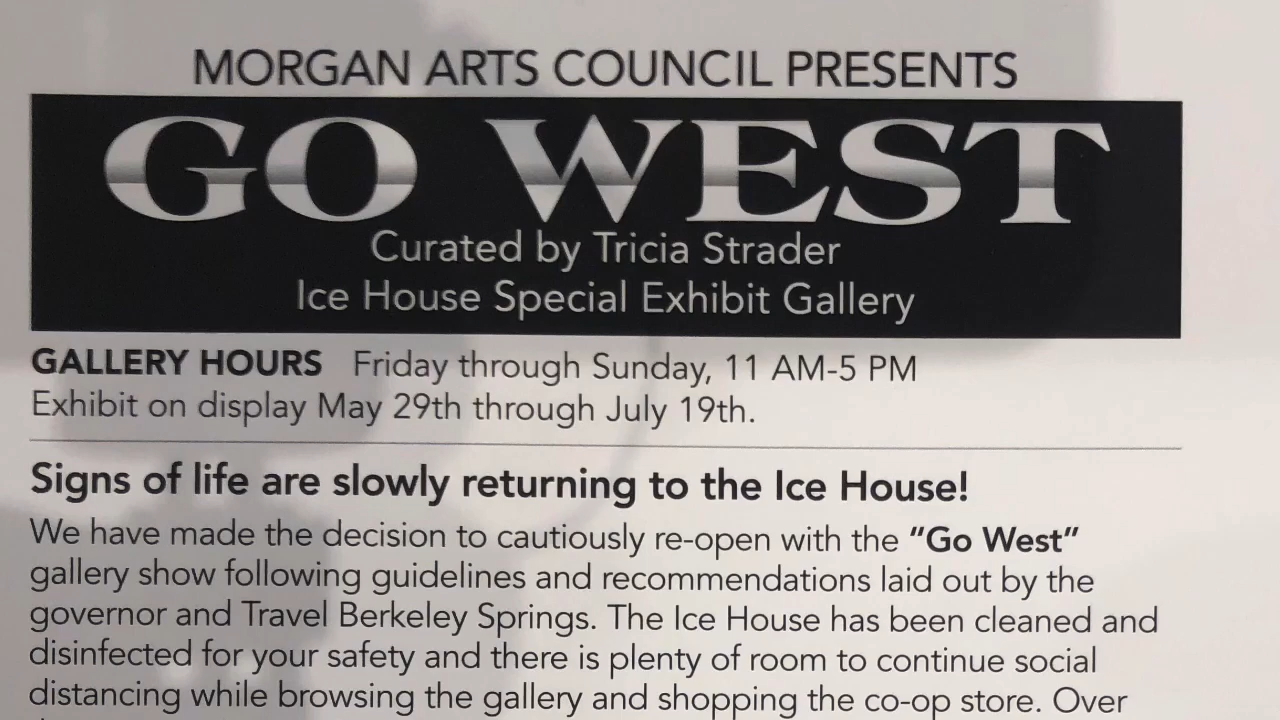 MORGAN ARTS COUNCIL PRESENTS
GO WEST
Curated by Tricia Strader
Ice House Special Exhibit Gallery
GALLERY HOURS Friday through Sunday, 11 AM-5 PM
Exhibit on display May 29th through July 19th.
Signs of life are slowly returning to the Ice House!
We have made the decision to cautiously re-open with the "Go West"
gallery show following guidelines and recommendations laid out by the
governor and Travel Berkeley Springs. The Ice House has been cleaned and
disinfected for your safety and there is plenty of room to continue social
distancing while browsing the gallery and shopping the co-op store. Over